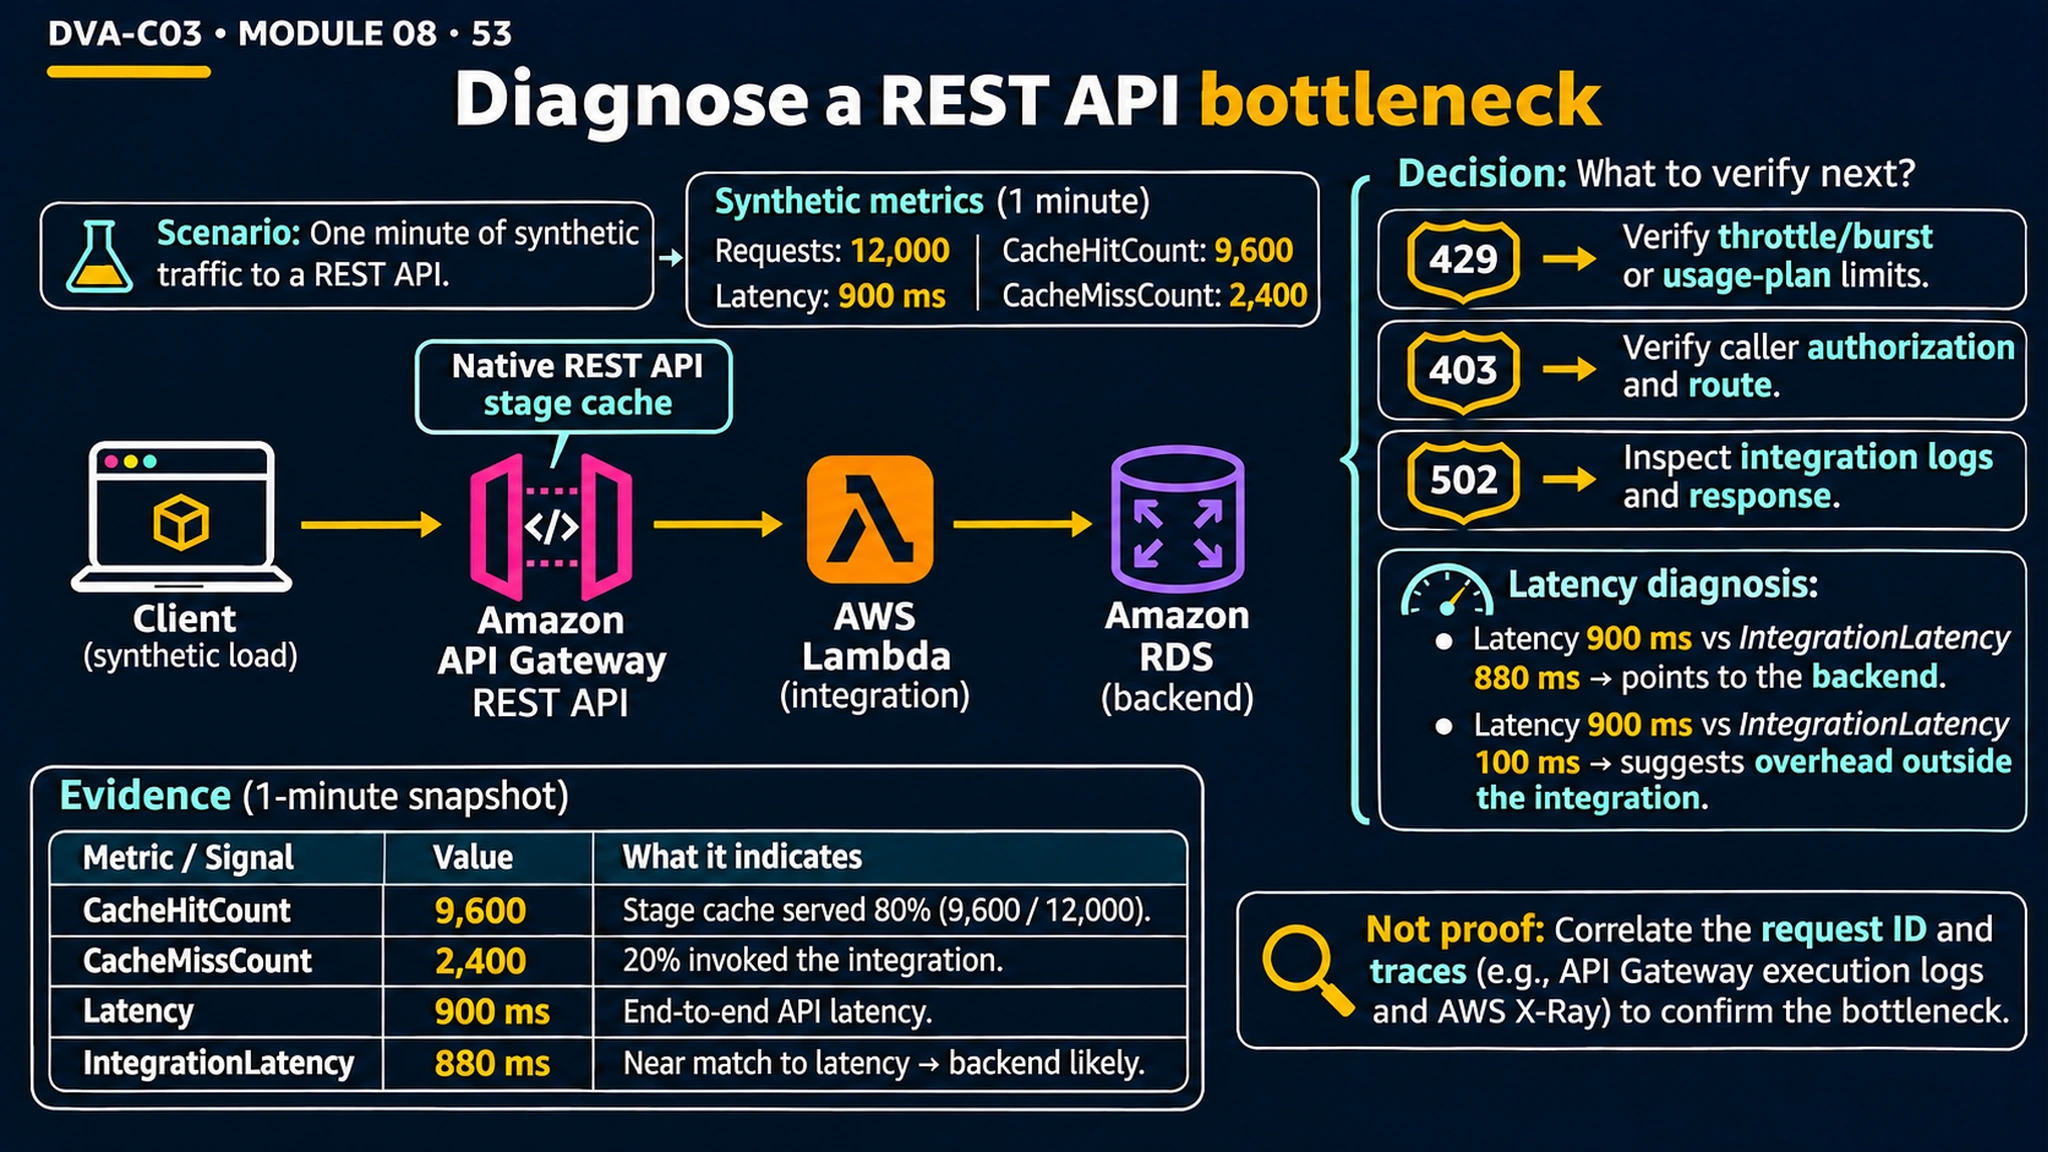 DVA-C03 • MODULE 08 · 53
Diagnose a REST API bottleneck
Scenario: One minute of synthetic
traffic to a REST API.
Synthetic metrics (1 minute)
Requests: 12,000
Latency: 900 ms
CacheHitCount: 9,600
CacheMissCount: 2,400
Native REST API
stage cache
</>
Client
(synthetic load)
Amazon
API Gateway
REST API
AWS
Lambda
(integration)
Amazon
RDS
(backend)
Decision: What to verify next?
429
Verify throttle/burst
or usage-plan limits.
403
Verify caller authorization
and route.
502
Inspect integration logs
and response.
Latency diagnosis:
• Latency 900 ms vs IntegrationLatency
880 ms → points to the backend.
• Latency 900 ms vs IntegrationLatency
100 ms → suggests overhead outside
the integration.
Evidence (1-minute snapshot)
Metric / Signal Value What it indicates
CacheHitCount 9,600 Stage cache served 80% (9,600 / 12,000).
CacheMissCount 2,400 20% invoked the integration.
Latency 900 ms End-to-end API latency.
IntegrationLatency 880 ms Near match to latency → backend likely.
Not proof: Correlate the request ID and
traces (e.g., API Gateway execution logs
and AWS X-Ray) to confirm the bottleneck.